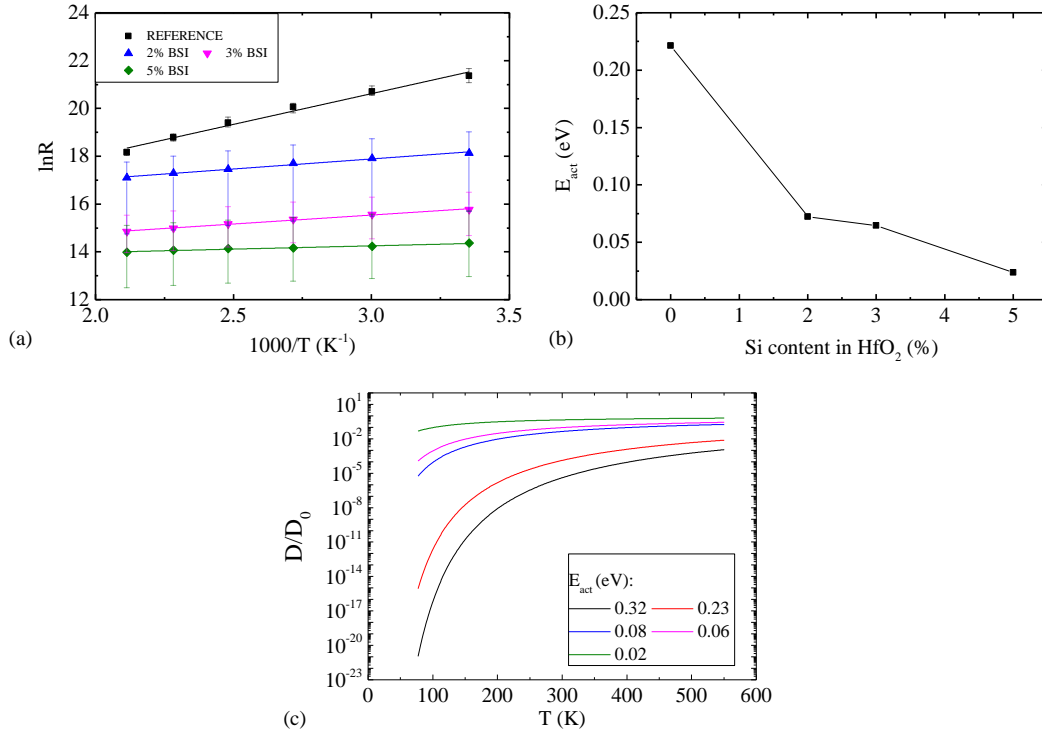 REFERENCE
2% BSI 3% BSI
5% BSI
24
22
20
18
16
14
12
lnR
2.0 2.5 3.0 3.5
1000/T (K⁻¹)
(a)
0.25
0.20
0.15
0.10
0.05
0.00
E_act (eV)
0 1 2 3 4 5
Si content in HfO₂ (%)
(b)
10¹
10⁻²
10⁻⁵
10⁻⁸
10⁻¹¹
10⁻¹⁴
10⁻¹⁷
10⁻²⁰
10⁻²³
D/D₀
E_act (eV):
0.32 0.23
0.08 0.06
0.02
0 100 200 300 400 500 600
T (K)
(c)